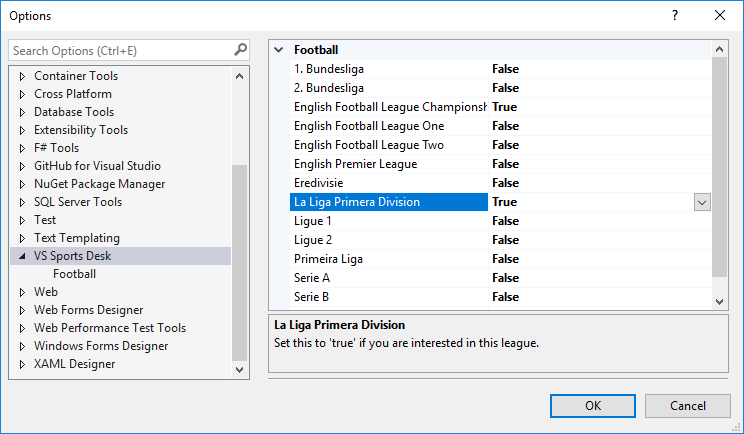 Options
Search Options (Ctrl+E)
Container Tools
Cross Platform
Database Tools
Extensibility Tools
F# Tools
GitHub for Visual Studio
NuGet Package Manager
SQL Server Tools
Test
Text Templating
VS Sports Desk
Football
Web
Web Forms Designer
Web Performance Test Tools
Windows Forms Designer
XAML Designer
Football
1. Bundesliga False
2. Bundesliga False
English Football League Championsh True
English Football League One False
English Football League Two False
English Premier League False
Eredivisie False
La Liga Primera Division True
Ligue 1 False
Ligue 2 False
Primeira Liga False
Serie A False
Serie B False
La Liga Primera Division
Set this to 'true' if you are interested in this league.
OK Cancel